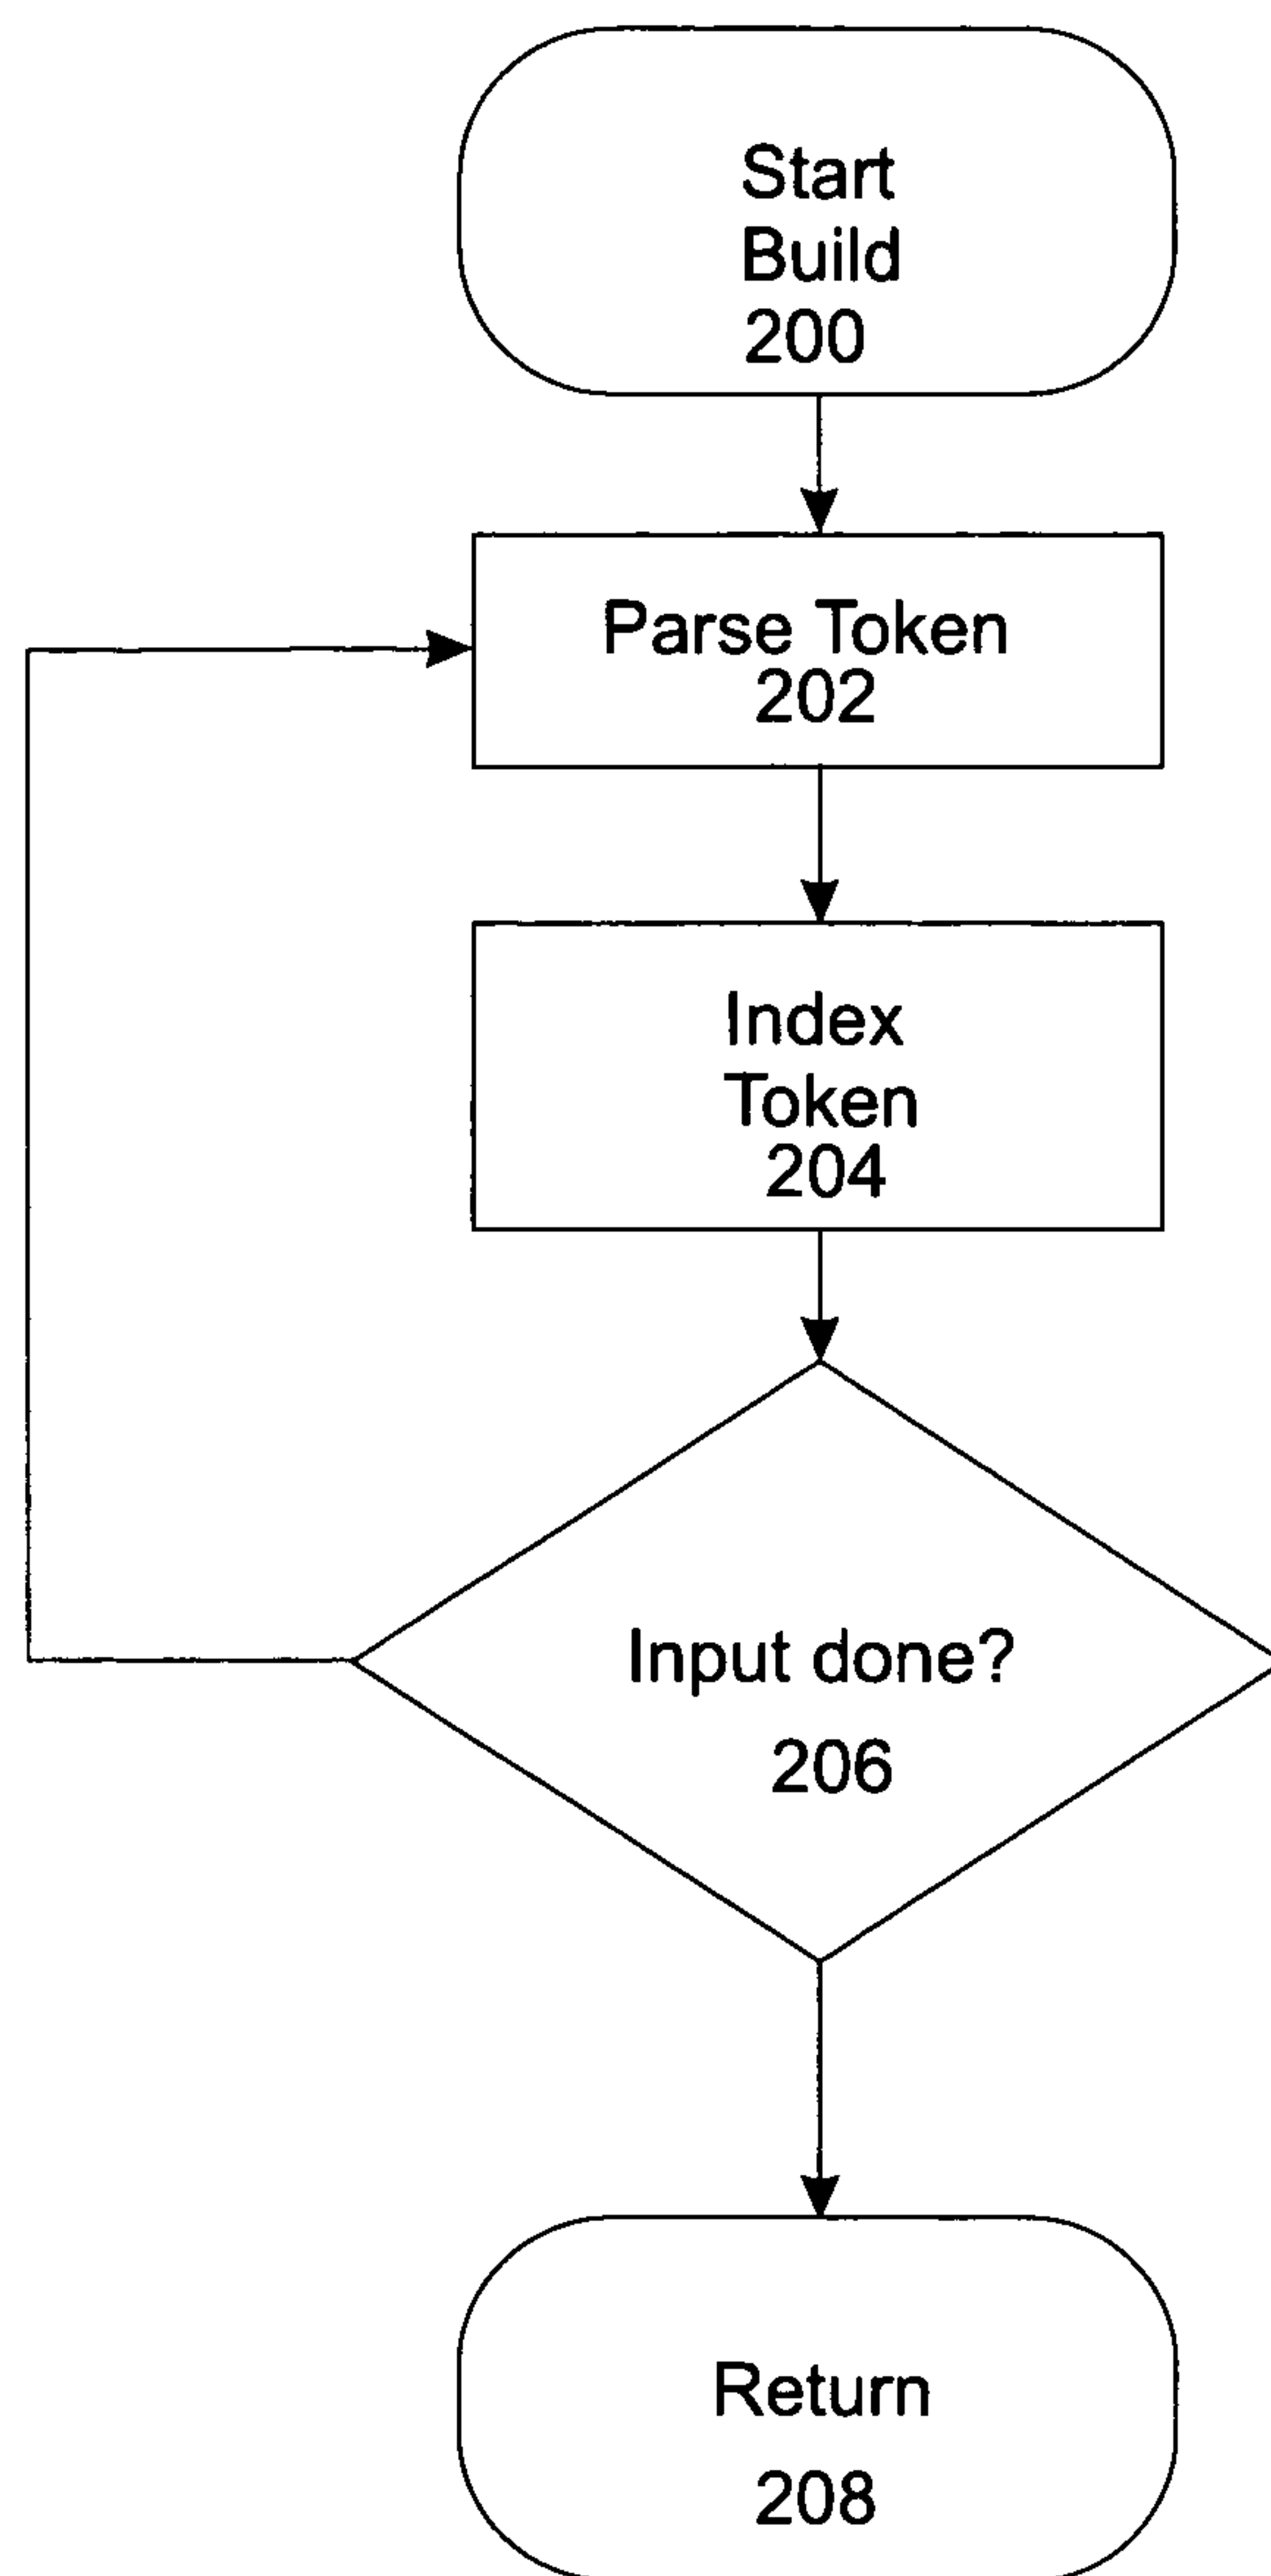 Start
Build
200
Parse Token
202
Index
Token
204
Input done?
206
Return
208